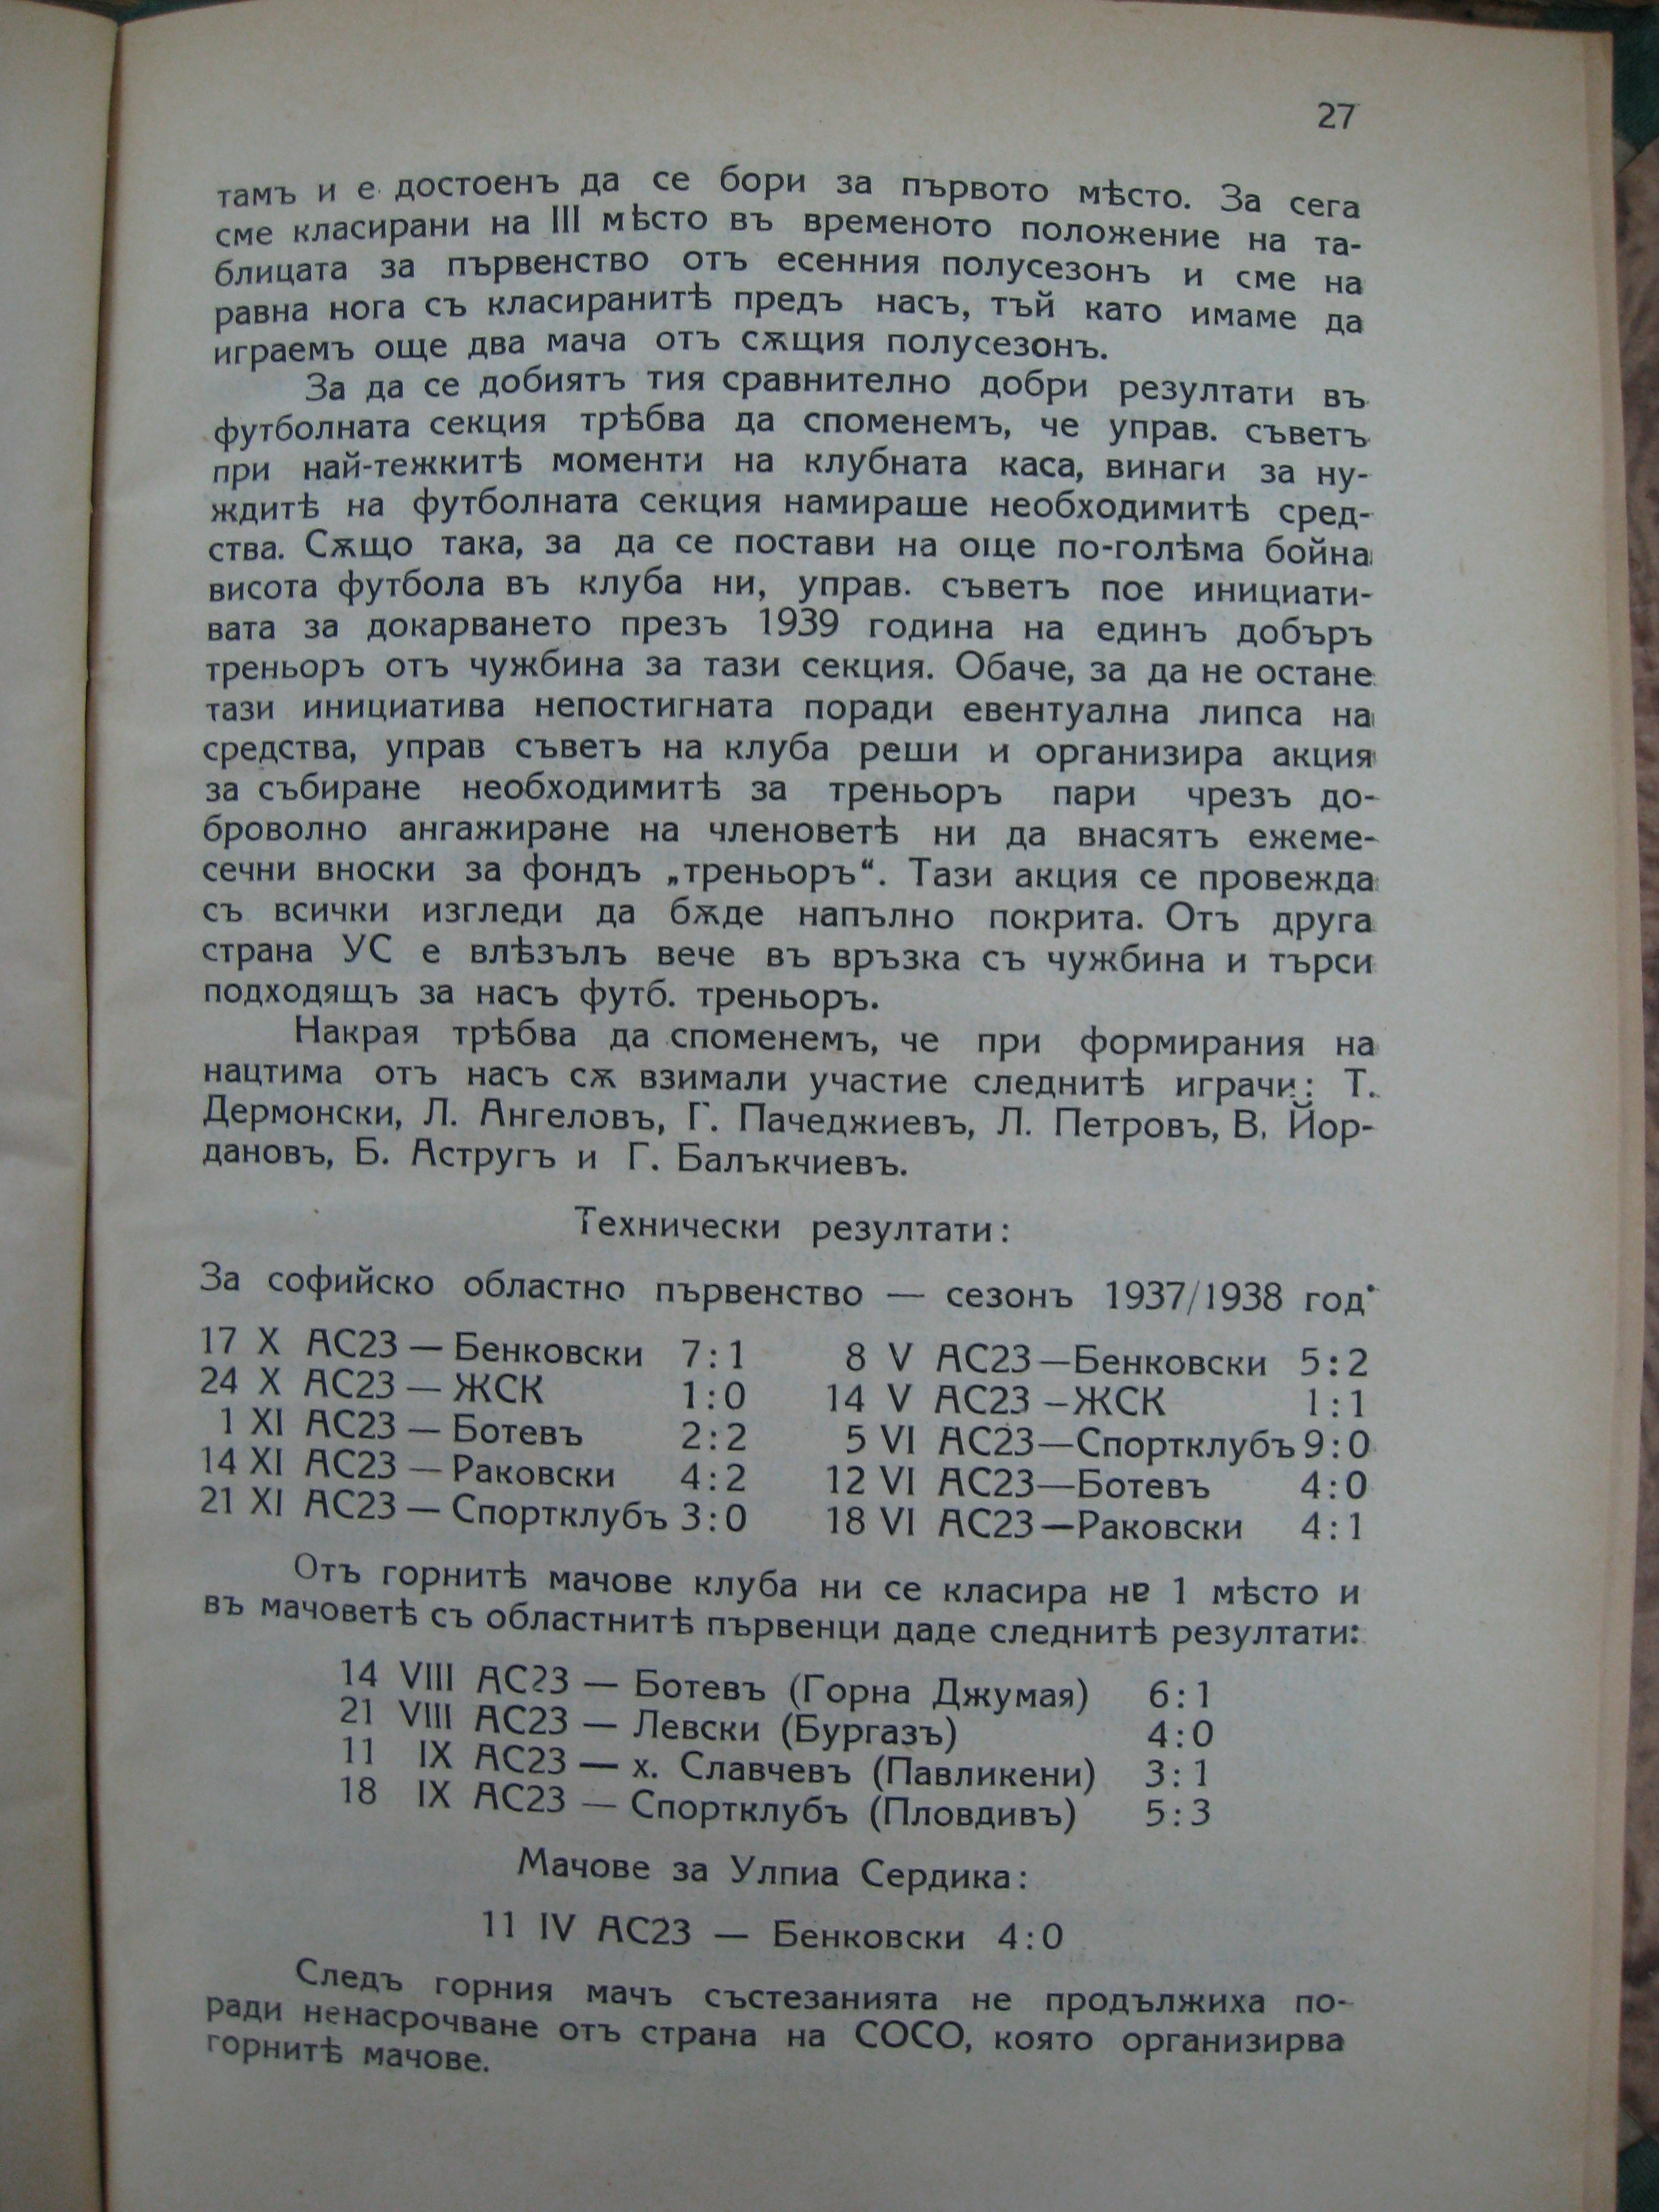 27
тамъ и е достоенъ да се бори за първото мѣсто. За сега
сме класирани на III мѣсто въ временото положение на та-
блицата за първенство отъ есенния полусезонъ и сме на
равна нога съ класиранитѣ предъ насъ, тъй като имаме да
играемъ още два мача отъ сѫщия полусезонъ.
За да се добиятъ тия сравнително добри резултати въ
футболната секция трѣбва да споменемъ, че управ. съветъ
при най-тежкитѣ моменти на клубната каса, винаги за ну-
ждитѣ на футболната секция намираше необходимитѣ сред-
ства. Сѫщо така, за да се постави на още по-голѣма бойна
висота футбола въ клуба ни, управ. съветъ пое инициати-
вата за докарването презъ 1939 година на единъ добъръ
треньоръ отъ чужбина за тази секция. Обаче, за да не остане
тази инициатива непостигната поради евентуална липса на
средства, управ съветъ на клуба реши и организира акция
за събиране необходимитѣ за треньоръ пари чрезъ до-
броволно ангажиране на членоветѣ ни да внасятъ ежеме-
сечни вноски за фондъ „треньоръ“. Тази акция се провежда
съ всички изгледи да бѫде напълно покрита. Отъ друга
страна УС е влѣзълъ вече въ връзка съ чужбина и търси
подходящъ за насъ футб. треньоръ.
Накрая трѣбва да споменемъ, че при формирания на
нацтима отъ насъ сѫ взимали участие следнитѣ играчи: Т.
Дермонски, Л. Ангеловъ, Г. Пачеджиевъ, Л. Петровъ, В. Йор-
дановъ, Б. Астругъ и Г. Балъкчиевъ.
Технически резултати:
За софийско областно първенство — сезонъ 1937/1938 год.
17 X АС23 — Бенковски 7:1 8 V АС23—Бенковски 5:2
24 X АС23 — ЖСК 1:0 14 V АС23 –ЖСК 1:1
1 XI АС23 — Ботевъ 2:2 5 VI АС23—Спортклубъ 9:0
14 XI АС23 — Раковски 4:2 12 VI АС23—Ботевъ 4:0
21 XI АС23 — Спортклубъ 3:0 18 VI АС23—Раковски 4:1
Отъ горнитѣ мачове клуба ни се класира не 1 мѣсто и
въ мачоветѣ съ областнитѣ първенци даде следнитѣ резултати:
14 VIII АС23 — Ботевъ (Горна Джумая) 6:1
21 VIII АС23 — Левски (Бургазъ) 4:0
11 IX АС23 — х. Славчевъ (Павликени) 3:1
18 IX АС23 — Спортклубъ (Пловдивъ) 5:3
Мачове за Улпиа Сердика:
11 IV АС23 — Бенковски 4:0
Следъ горния мачъ състезанията не продължиха по-
ради ненасрочване отъ страна на СОСО, която организирва
горнитѣ мачове.